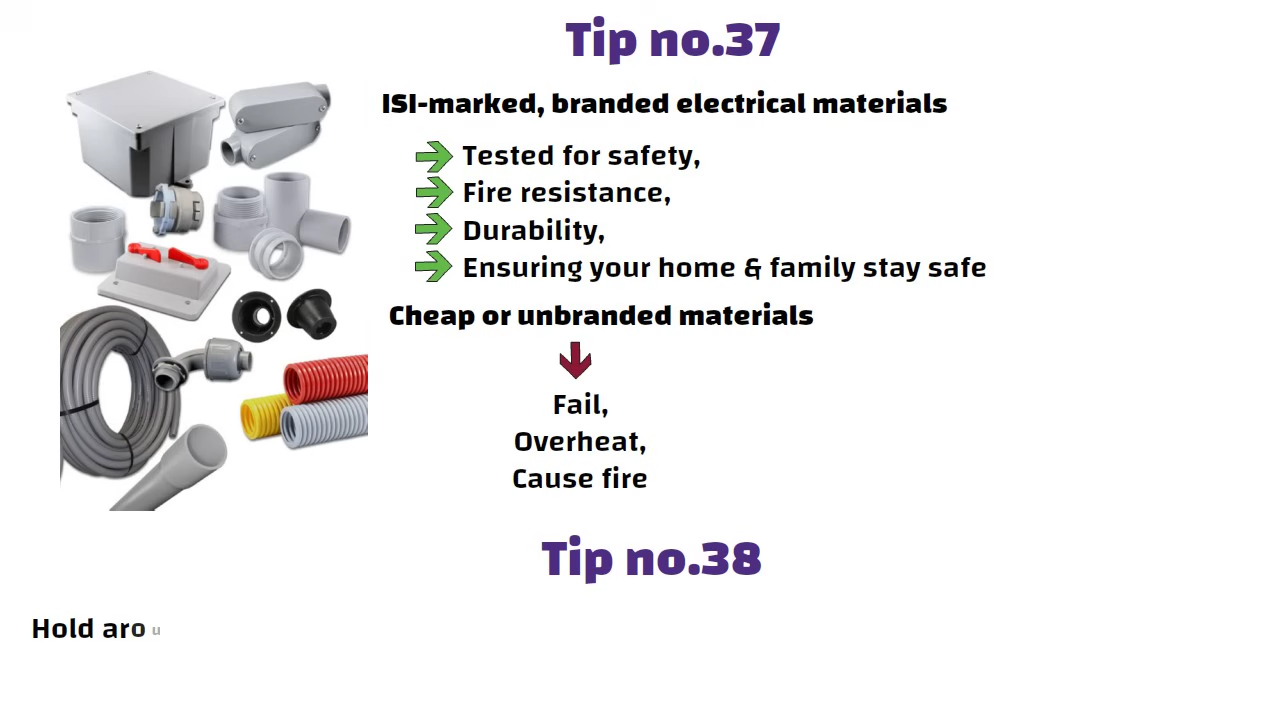 Tip no.37
ISI-marked, branded electrical materials
Tested for safety,
Fire resistance,
Durability,
Ensuring your home & family stay safe
Cheap or unbranded materials
Fail,
Overheat,
Cause fire
Tip no.38
Hold arou